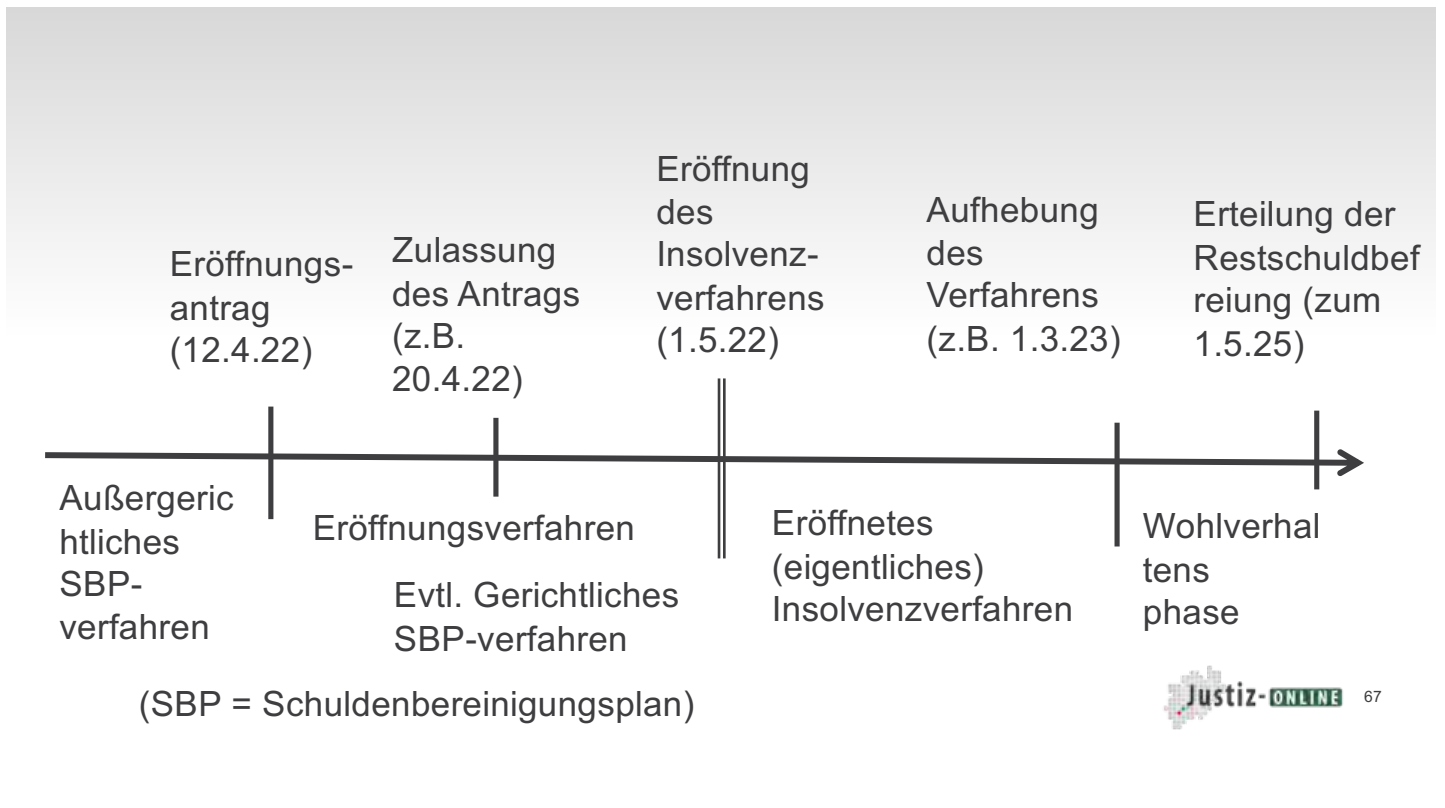 Eröffnungs-
antrag
(12.4.22)
Zulassung
des Antrags
(z.B.
20.4.22)
Eröffnung
des
Insolvenz-
verfahrens
(1.5.22)
Aufhebung
des
Verfahrens
(z.B. 1.3.23)
Erteilung der
Restschuldbef
reiung (zum
1.5.25)
Außergeric
htliches
SBP-
verfahren
Eröffnungsverfahren
Evtl. Gerichtliches
SBP-verfahren
Eröffnetes
(eigentliches)
Insolvenzverfahren
Wohlverhal
tens
phase
(SBP = Schuldenbereinigungsplan)
Justiz-ONLINE
67